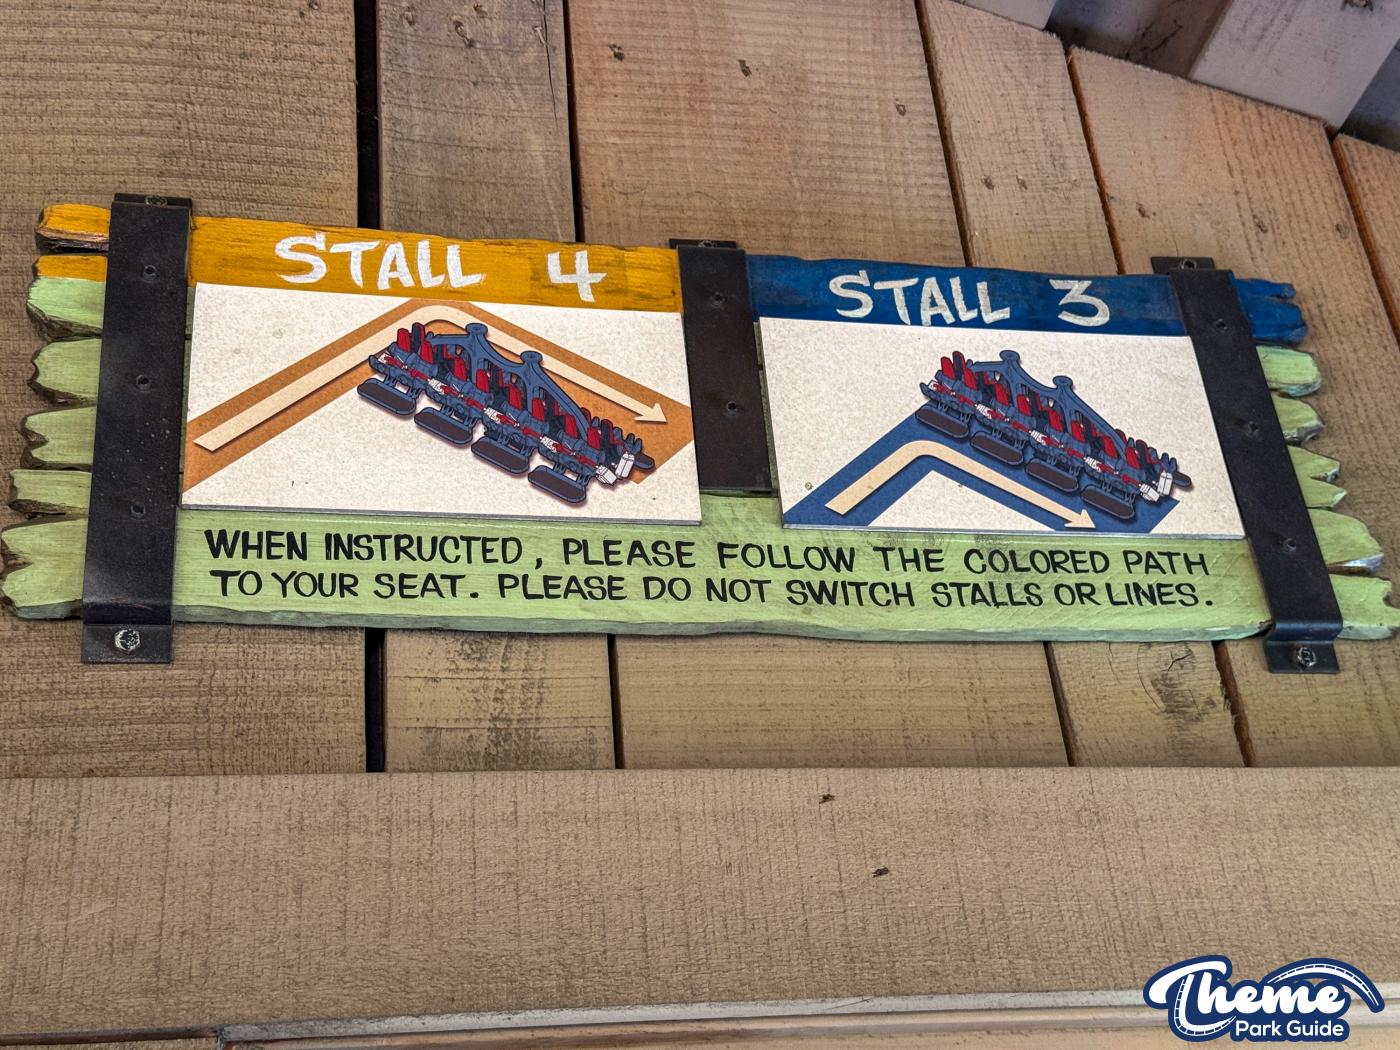 STALL 4
STALL 3
WHEN INSTRUCTED, PLEASE FOLLOW THE COLORED PATH
TO YOUR SEAT. PLEASE DO NOT SWITCH STALLS OR LINES.
Theme
Park Guide